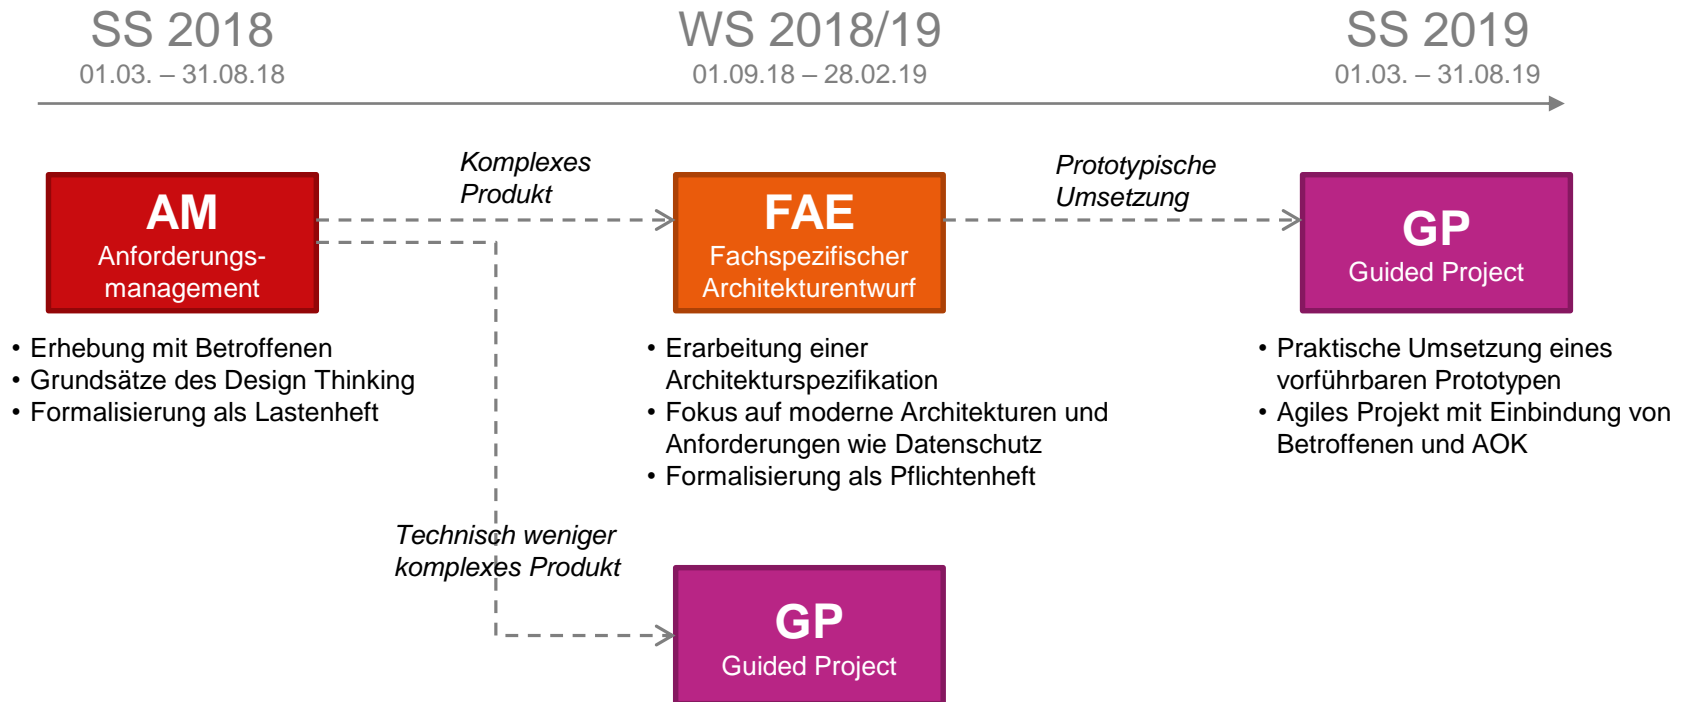 SS 2018
01.03. – 31.08.18
WS 2018/19
01.09.18 – 28.02.19
SS 2019
01.03. – 31.08.19
AM
Anforderungs-
management
Komplexes
Produkt
FAE
Fachspezifischer
Architekturentwurf
Prototypische
Umsetzung
GP
Guided Project
• Erhebung mit Betroffenen
• Grundsätze des Design Thinking
• Formalisierung als Lastenheft
• Erarbeitung einer
Architekturspezifikation
• Fokus auf moderne Architekturen und
Anforderungen wie Datenschutz
• Formalisierung als Pflichtenheft
• Praktische Umsetzung eines
vorführbaren Prototypen
• Agiles Projekt mit Einbindung von
Betroffenen und AOK
Technisch weniger
komplexes Produkt
GP
Guided Project